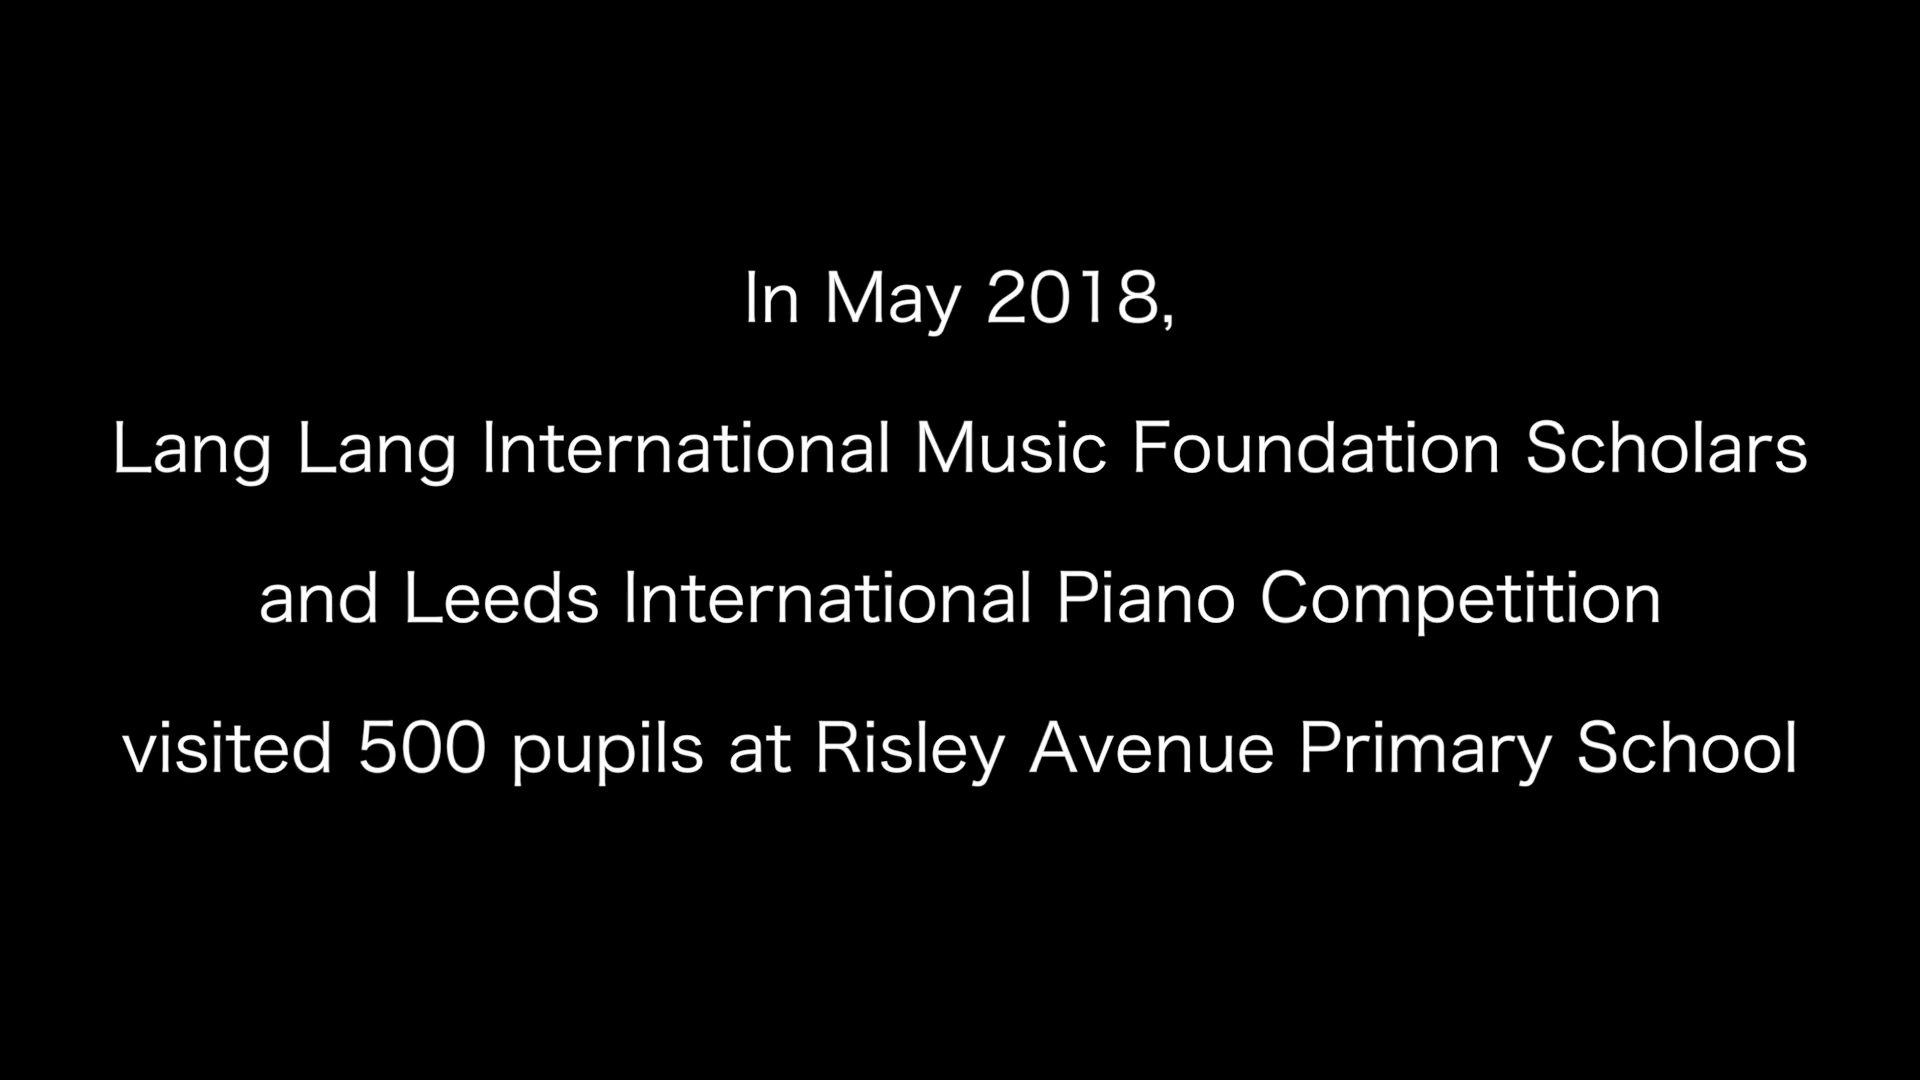 In May 2018,
Lang Lang International Music Foundation Scholars
and Leeds International Piano Competition
visited 500 pupils at Risley Avenue Primary School